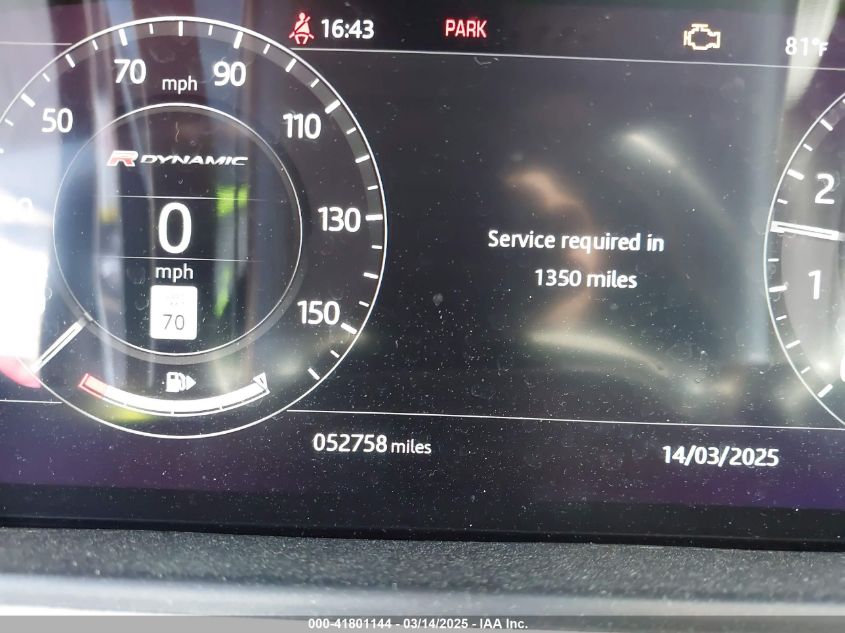 16:43
PARK
81°F
70
mph
90
50
110
R DYNAMIC
2
0
130
Service required in
mph
1350 miles
1
70
150
052758 miles
14/03/2025
000-41801144 - 03/14/2025 - IAA Inc.